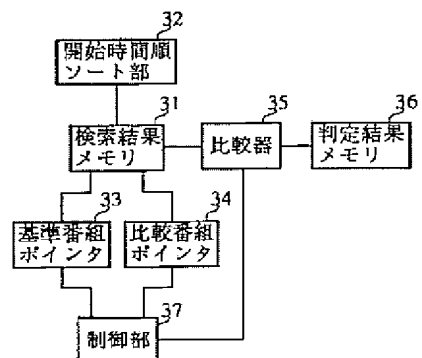 32
開始時間順
ソート部
31
35
36
検索結果
メモリ
比較器
判定結果
メモリ
33
34
基準番組
ポインタ
比較番組
ポインタ
37
制御部